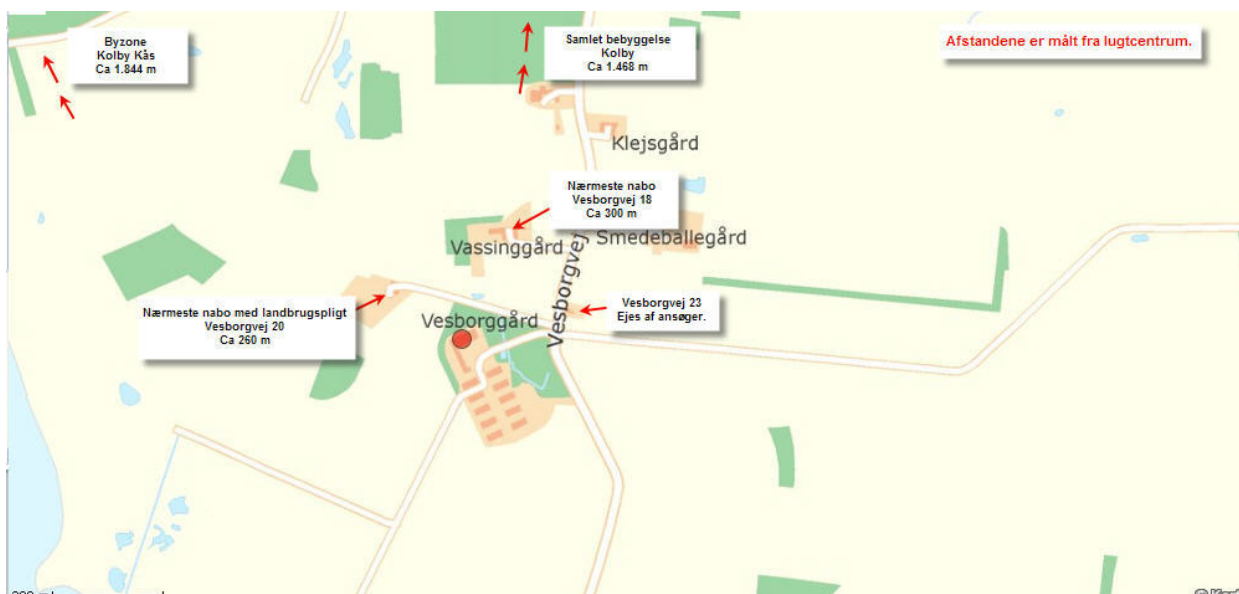 Byzone
Kolby Kås
Ca 1.844 m
Samlet bebyggelse
Kolby
Ca 1.468 m
Afstandene er målt fra lugtcentrum.
Klejsgård
Nærmeste nabo
Vesborgvej 18
Ca 300 m
Vassinggård
Smedeballegård
Vesborgvej
Nærmeste nabo med landbrugspligt
Vesborgvej 20
Ca 260 m
Vesborggård
Vesborgvej 23
Ejes af ansøger.